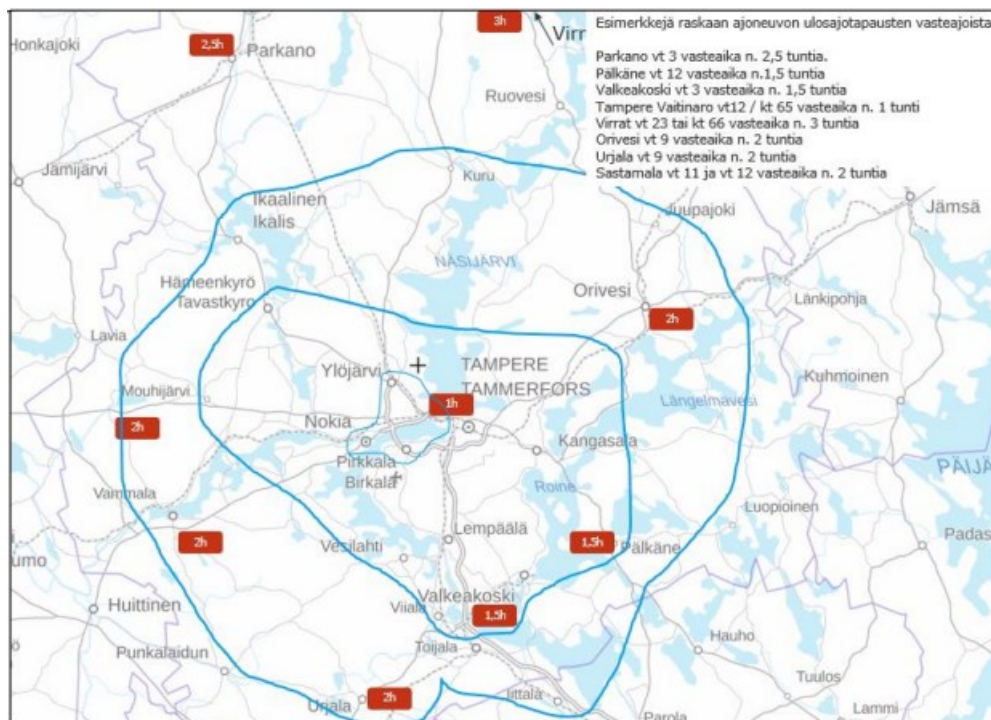 Esimerkkejä raskaan ajoneuvon ulosajotapausten vasteajoista
Parkano vt 3 vasteaika n. 2,5 tuntia.
Pälkäne vt 12 vasteaika n.1,5 tuntia
Valkeakoski vt 3 vasteaika n. 1,5 tuntia
Tampere Vaitinaro vt12 / kt 65 vasteaika n. 1 tunti
Virrat vt 23 tai kt 66 vasteaika n. 3 tuntia
Orivesi vt 9 vasteaika n. 2 tuntia
Urjala vt 9 vasteaika n. 2 tuntia
Sastamala vt 11 ja vt 12 vasteaika n. 2 tuntia
3h
Virr
Honkajoki
2,5h
Parkano
Ruovesi
Jämijärvi
Kuru
Ikaalinen
Ikalis
Juupajoki
Jämsä
NÄSIJÄRVI
Hämeenkyrö
Tavastkyro
Orivesi
Länkipohja
2h
Lavia
Ylöjärvi
TAMPERE
TAMMERFORS
Kuhmoinen
Mouhijärvi
1h
Längelmavesi
2h
Nokia
Kangasala
Pirkkala
Birkala
PÄIJÄ
Vammala
Roine
Luopioinen
2h
Lempäälä
1,5h
Pälkäne
Padas
umo
Vesilahti
Huittinen
Valkeakoski
Viiala
1,5h
Hauho
Toijala
Punkalaidun
Tuulos
2h
Urjala
Iittala
Parola
Lammi